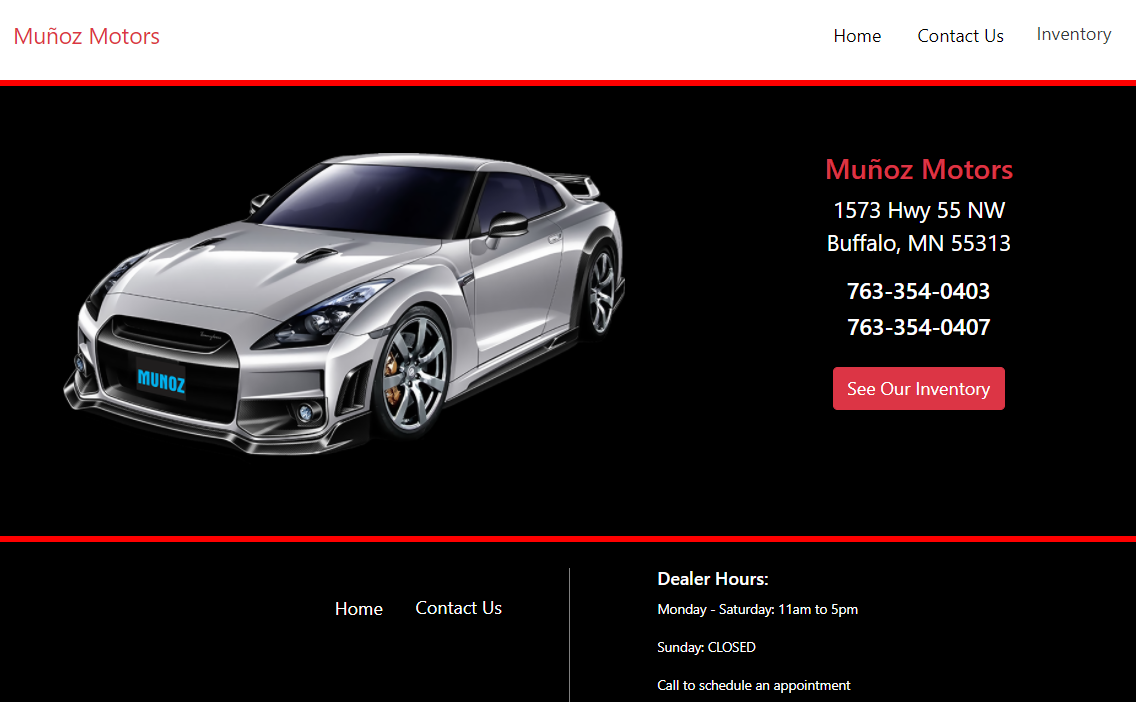 Muñoz Motors
Home Contact Us Inventory
Muñoz Motors
1573 Hwy 55 NW
Buffalo, MN 55313
763-354-0403
763-354-0407
MUNOZ
See Our Inventory
Home Contact Us
Dealer Hours:
Monday - Saturday: 11am to 5pm
Sunday: CLOSED
Call to schedule an appointment